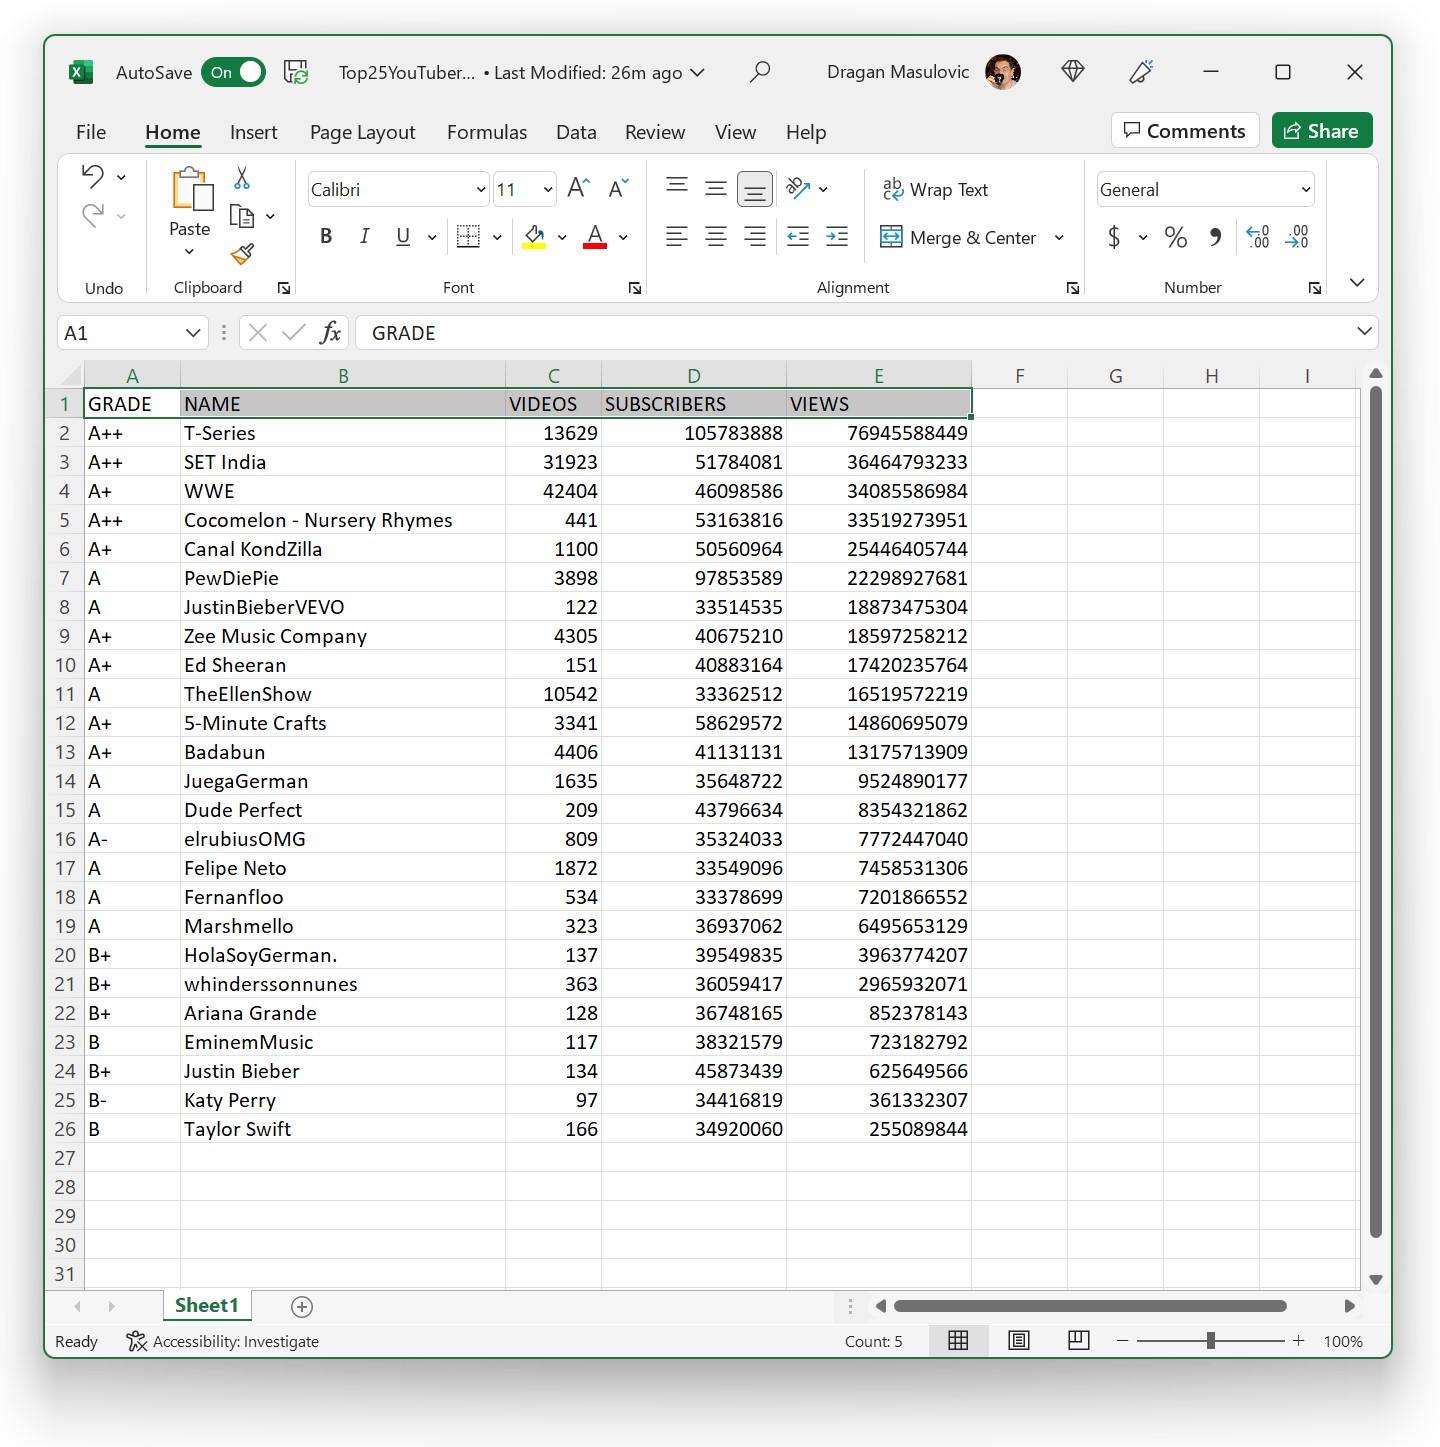 AutoSave On Top25YouTuber... • Last Modified: 26m ago Dragan Masulovic
File Home Insert Page Layout Formulas Data Review View Help Comments Share
Calibri 11 Wrap Text General
Paste B I U A Merge & Center $ % 
Undo Clipboard Font Alignment Number
A1 fx GRADE
A B C D E F G H I
1 GRADE NAME VIDEOS SUBSCRIBERS VIEWS
2 A++ T-Series 13629 105783888 76945588449
3 A++ SET India 31923 51784081 36464793233
4 A+ WWE 42404 46098586 34085586984
5 A++ Cocomelon - Nursery Rhymes 441 53163816 33519273951
6 A+ Canal KondZilla 1100 50560964 25446405744
7 A PewDiePie 3898 97853589 22298927681
8 A JustinBieberVEVO 122 33514535 18873475304
9 A+ Zee Music Company 4305 40675210 18597258212
10 A+ Ed Sheeran 151 40883164 17420235764
11 A TheEllenShow 10542 33362512 16519572219
12 A+ 5-Minute Crafts 3341 58629572 14860695079
13 A+ Badabun 4406 41131131 13175713909
14 A JuegaGerman 1635 35648722 9524890177
15 A Dude Perfect 209 43796634 8354321862
16 A- elrubiusOMG 809 35324033 7772447040
17 A Felipe Neto 1872 33549096 7458531306
18 A Fernanfloo 534 33378699 7201866552
19 A Marshmello 323 36937062 6495653129
20 B+ HolaSoyGerman. 137 39549835 3963774207
21 B+ whinderssonnunes 363 36059417 2965932071
22 B+ Ariana Grande 128 36748165 852378143
23 B EminemMusic 117 38321579 723182792
24 B+ Justin Bieber 134 45873439 625649566
25 B- Katy Perry 97 34416819 361332307
26 B Taylor Swift 166 34920060 255089844
27
28
29
30
31
Sheet1
Ready Accessibility: Investigate Count: 5 100%